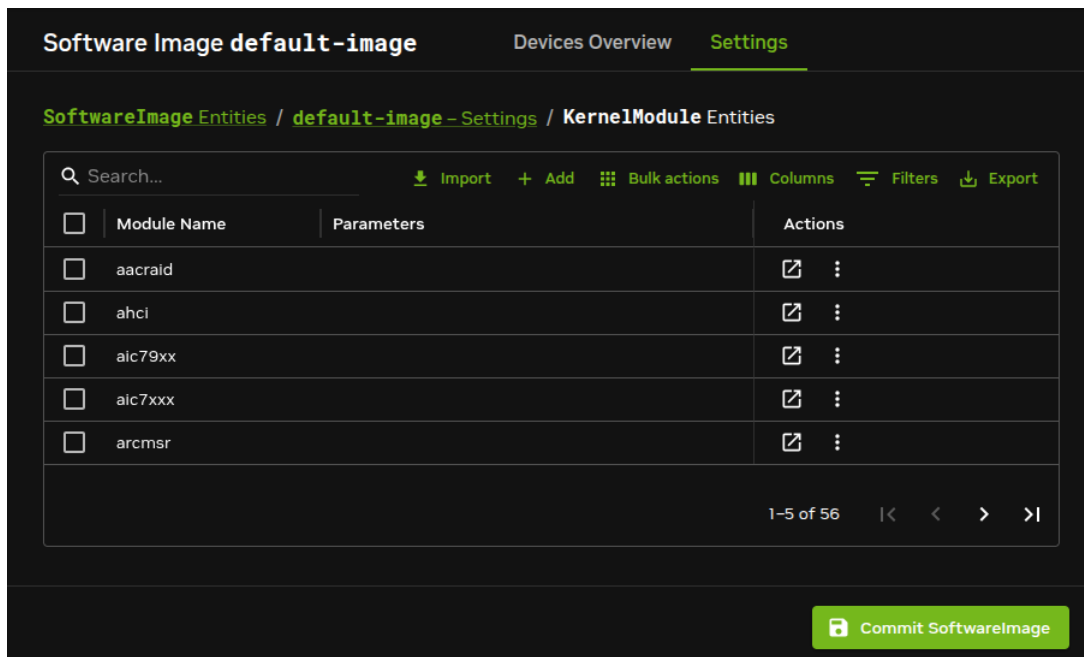 Software Image default-image Devices Overview Settings
SoftwareImage Entities / default-image – Settings / KernelModule Entities
Search... Import + Add Bulk actions Columns Filters Export
Module Name Parameters Actions
aacraid
ahci
aic79xx
aic7xxx
arcmsr
1–5 of 56
Commit SoftwareImage